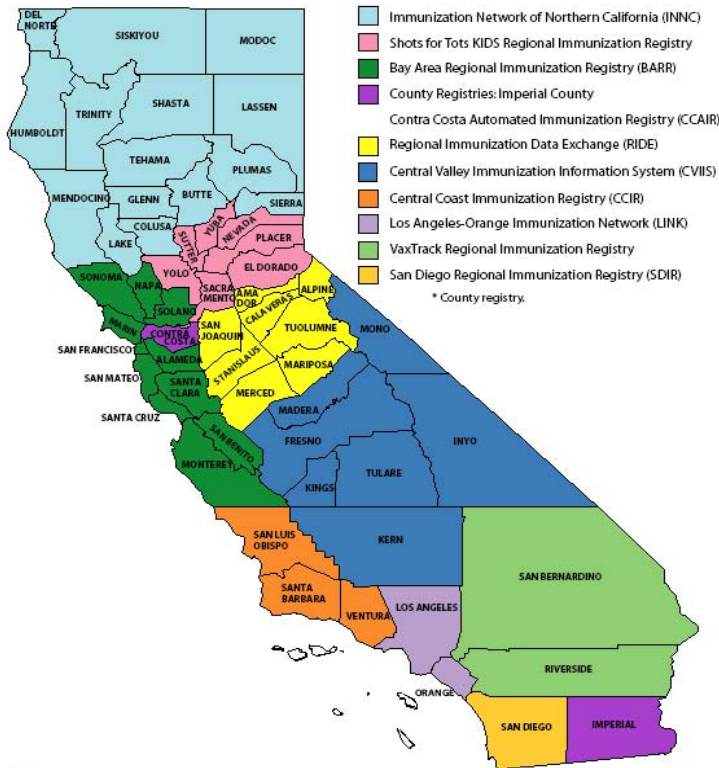 DEL
NORTE
SISKIYOU
MODOC
HUMBOLDT
TRINITY
SHASTA
LASSEN
TEHAMA
PLUMAS
MENDOCINO
GLENN
BUTTE
SIERRA
COLUSA
LAKE
SUTTER
YUBA
NEVADA
PLACER
YOLO
EL DORADO
SACRA
MENTO
SONOMA
NAPA
SOLANO
MARIN
CONTRA
COSTA
AMA
DOR
ALPINE
CALAVERAS
SAN
JOAQUIN
TUOLUMNE
MONO
SAN FRANCISCO
ALAMEDA
STANISLAUS
MARIPOSA
SAN MATEO
SANTA
CLARA
MERCED
SANTA CRUZ
MADERA
SAN BENITO
FRESNO
INYO
MONTEREY
KINGS
TULARE
SAN LUIS
OBISPO
KERN
SANTA
BARBARA
VENTURA
LOS ANGELES
SAN BERNARDINO
ORANGE
RIVERSIDE
SAN DIEGO
IMPERIAL
Immunization Network of Northern California (INNC)
Shots for Tots KIDS Regional Immunization Registry
Bay Area Regional Immunization Registry (BARR)
County Registries: Imperial County
Contra Costa Automated Immunization Registry (CCAIR)
Regional Immunization Data Exchange (RIDE)
Central Valley Immunization Information System (CVIIS)
Central Coast Immunization Registry (CCIR)
Los Angeles-Orange Immunization Network (LINK)
VaxTrack Regional Immunization Registry
San Diego Regional Immunization Registry (SDIR)
* County registry.